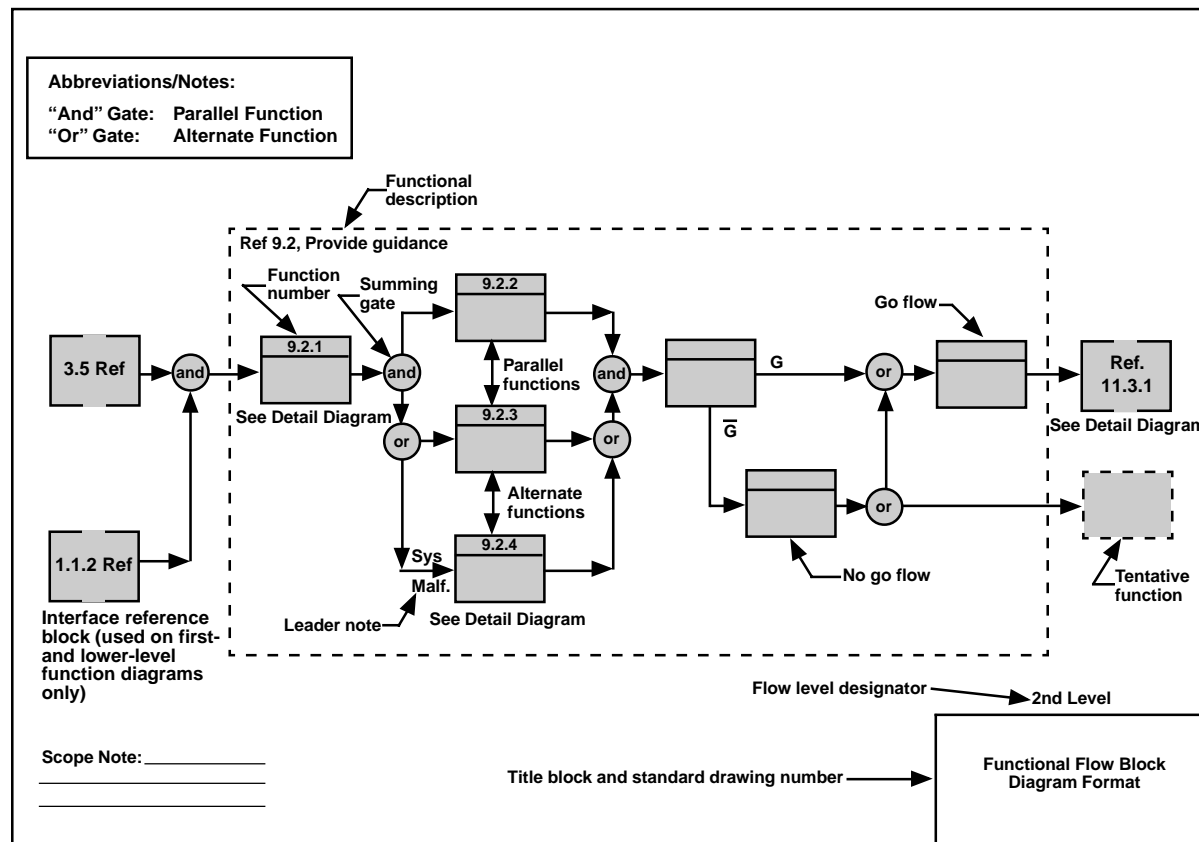 Abbreviations/Notes:
“And” Gate: Parallel Function
“Or” Gate: Alternate Function
Functional
description
Ref 9.2, Provide guidance
Function
number
Summing
gate
9.2.2
Go flow
3.5 Ref
and
9.2.1
and
Parallel
functions
and
G
or
Ref.
11.3.1
See Detail Diagram
See Detail Diagram
or
9.2.3
or
G̅
Alternate
functions
or
1.1.2 Ref
Sys
Malf.
9.2.4
See Detail Diagram
Leader note
No go flow
Tentative
function
Interface reference
block (used on first-
and lower-level
function diagrams
only)
Flow level designator
2nd Level
Scope Note:
Title block and standard drawing number
Functional Flow Block
Diagram Format